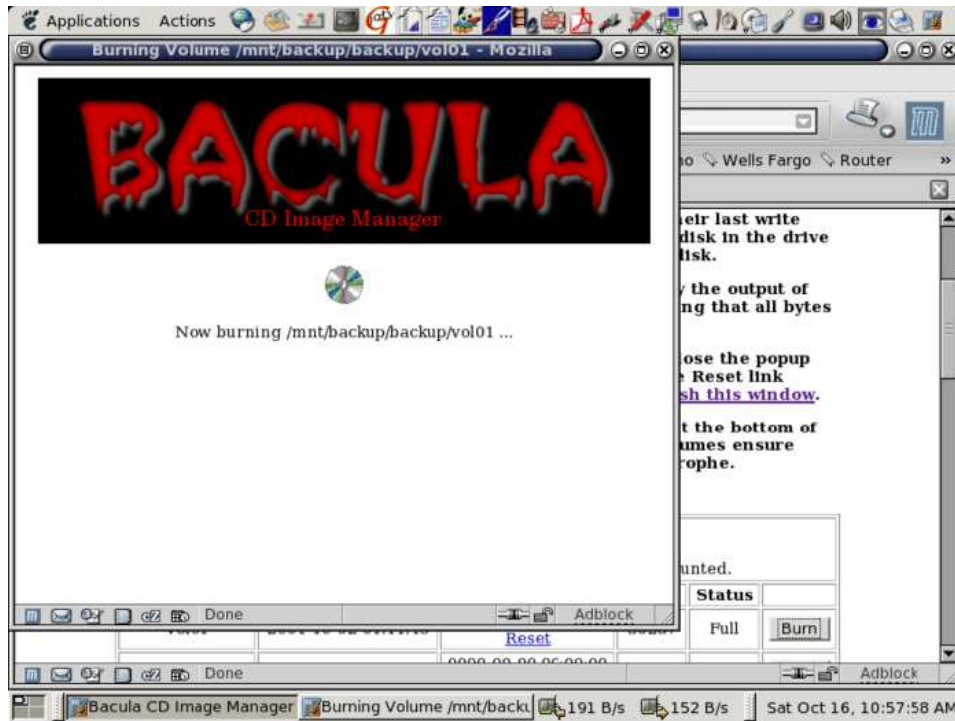 Applications Actions
Burning Volume /mnt/backup/backup/vol01 - Mozilla
BACULA
CD Image Manager
Now burning /mnt/backup/backup/vol01 ...
Wells Fargo Router »
eir last write
disk in the drive
disk.
the output of
ng that all bytes
ose the popup
Reset link
sh this window.
t the bottom of
umes ensure
rophe.
unted.
Status
Reset
Full
Burn
Done
Adblock
Done
Adblock
Bacula CD Image Manager
Burning Volume /mnt/backu
191 B/s
152 B/s
Sat Oct 16, 10:57:58 AM